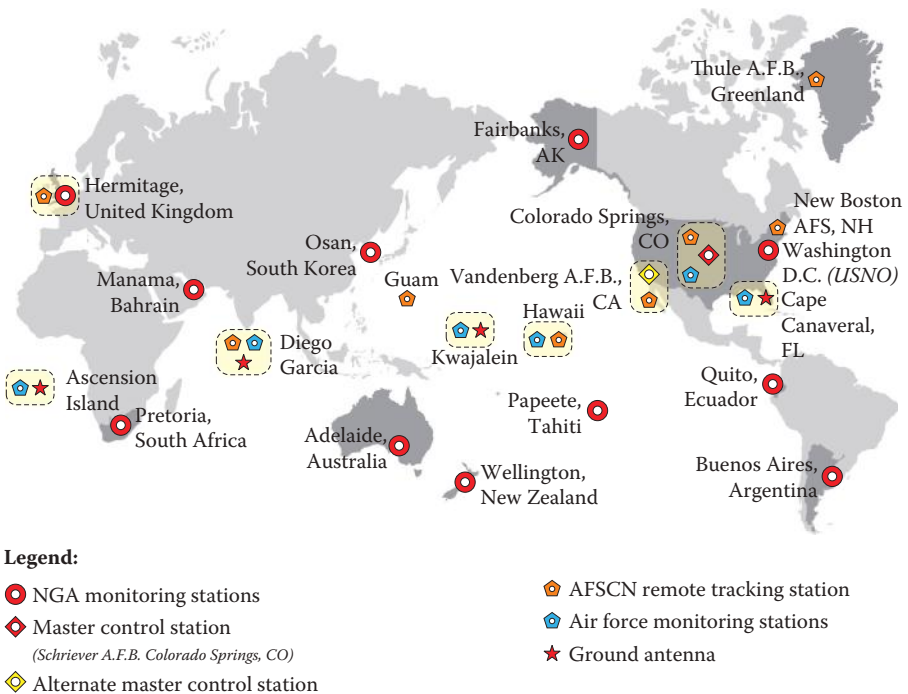 Thule A.F.B.,
Greenland
Fairbanks,
AK
Hermitage,
United Kingdom
New Boston
AFS, NH
Colorado Springs,
CO
Osan,
South Korea
Washington
D.C. (USNO)
Manama,
Bahrain
Guam
Vandenberg A.F.B.,
CA
Hawaii
Cape
Canaveral,
FL
Diego
Garcia
Kwajalein
Ascension
Island
Quito,
Ecuador
Pretoria,
South Africa
Papeete,
Tahiti
Adelaide,
Australia
Wellington,
New Zealand
Buenos Aires,
Argentina
Legend:
NGA monitoring stations
Master control station
(Schriever A.F.B. Colorado Springs, CO)
Alternate master control station
AFSCN remote tracking station
Air force monitoring stations
Ground antenna